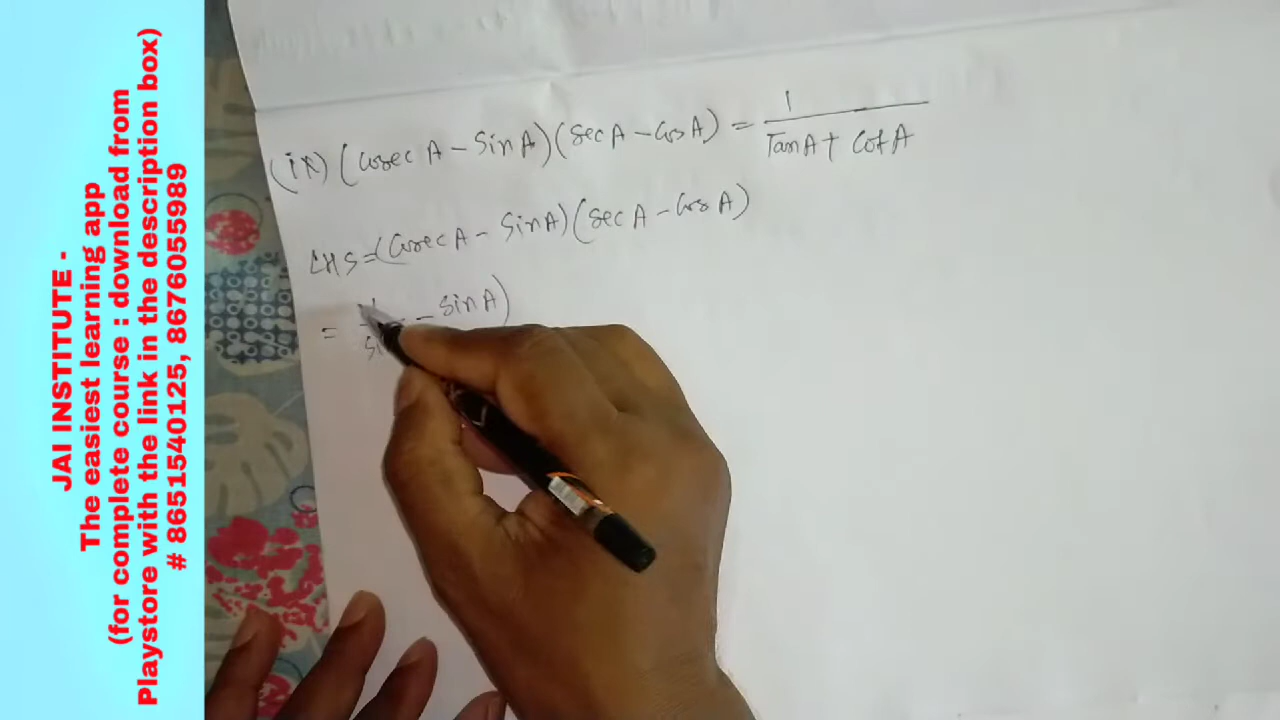 JAI INSTITUTE -
The easiest learning app
(for complete course : download from
Playstore with the link in the description box)
# 8651540125, 8676055989
(ix) (cosec A - sin A)(sec A - cos A) = 1 / Tan A + cot A
LHS = (cosec A - sin A)(sec A - cos A)
= - sin A)